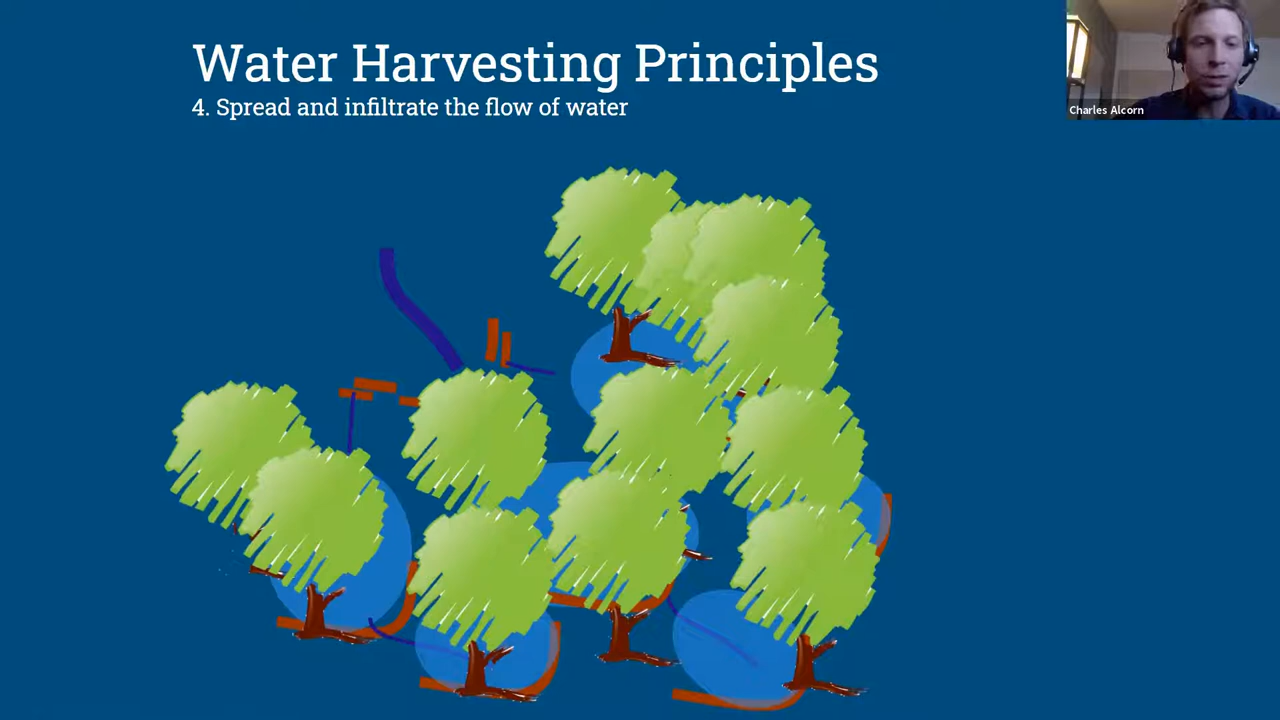 Water Harvesting Principles
4. Spread and infiltrate the flow of water
Charles Alcorn